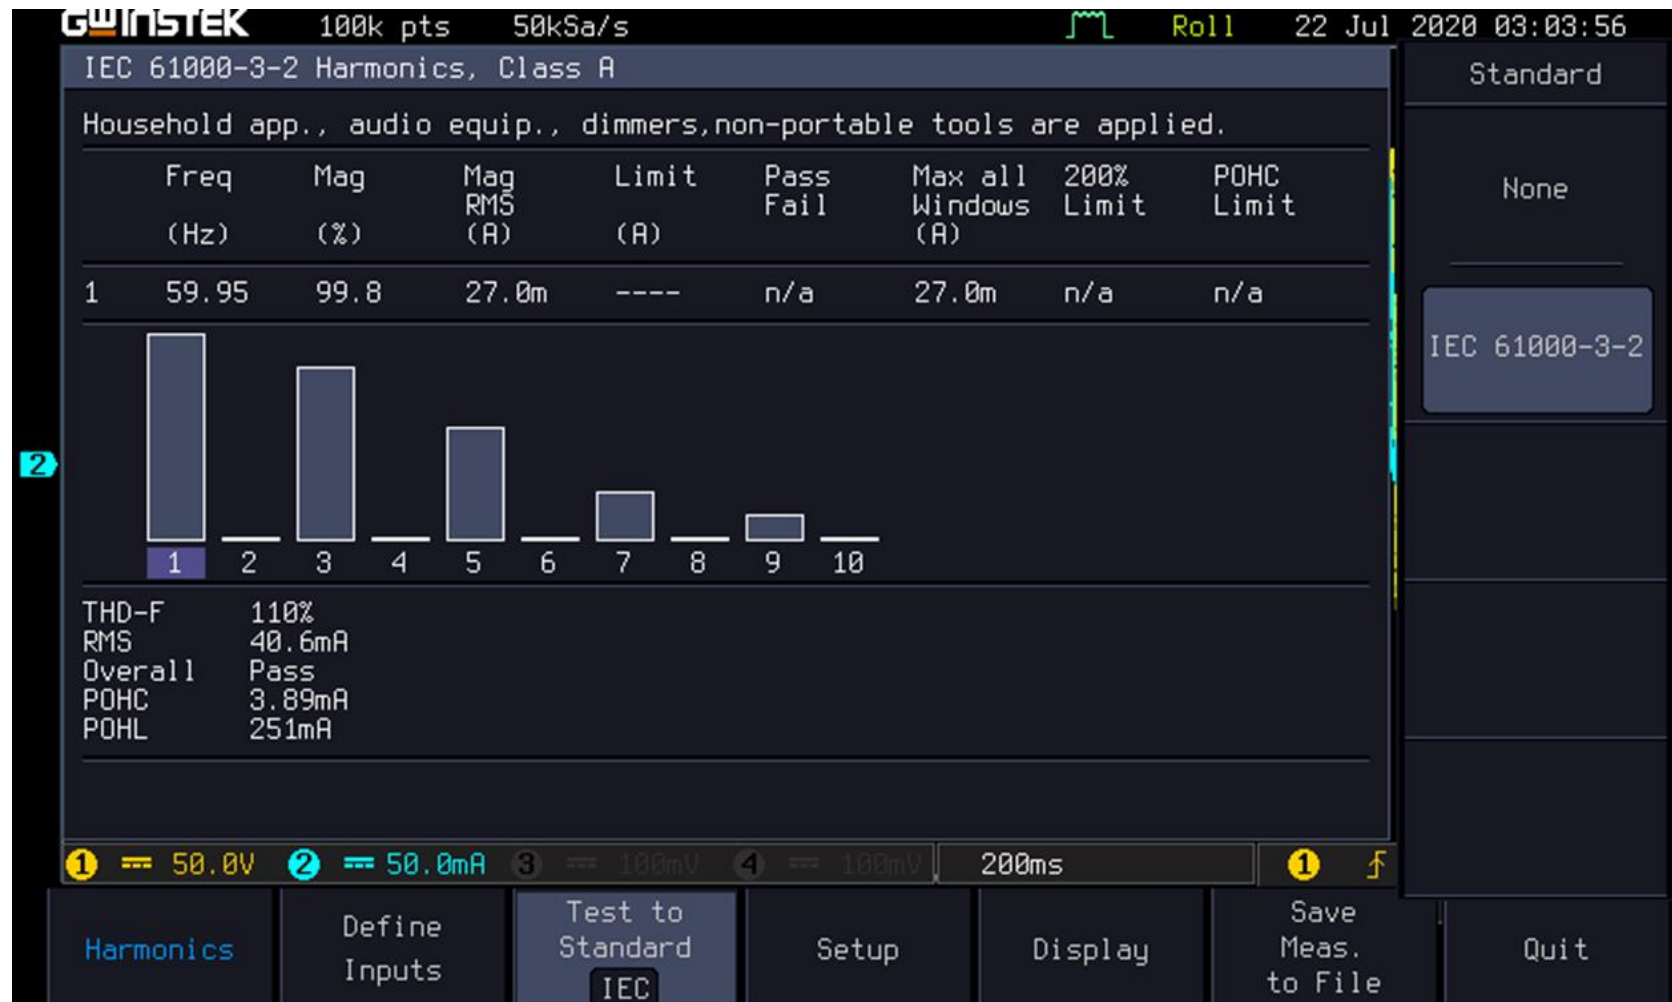 GWINSTEK 100k pts 50kSa/s Roll 22 Jul 2020 03:03:56
IEC 61000-3-2 Harmonics, Class A
Household app., audio equip., dimmers,non-portable tools are applied.
Freq Mag Mag Limit Pass Max all 200% POHC
RMS Fail Windows Limit Limit
(Hz) (%) (A) (A) (A)
1 59.95 99.8 27.0m ---- n/a 27.0m n/a n/a
2
1 2 3 4 5 6 7 8 9 10
THD-F 110%
RMS 40.6mA
Overall Pass
POHC 3.89mA
POHL 251mA
1 50.0V 2 50.0mA 3 100mV 4 100mV 200ms 1
Standard
None
IEC 61000-3-2
Harmonics
Define
Inputs
Test to
Standard
IEC
Setup
Display
Save
Meas.
to File
Quit